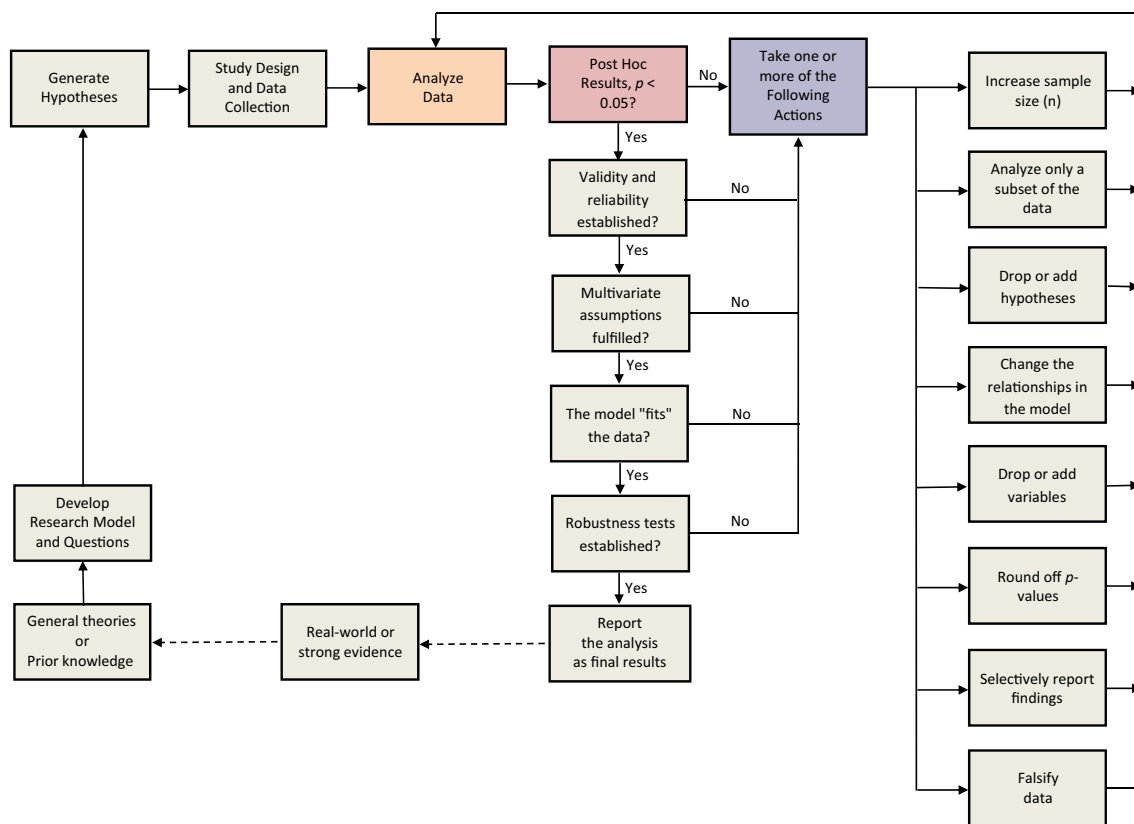 Generate
Hypotheses
Study Design
and Data
Collection
Analyze
Data
Post Hoc
Results, p <
0.05?
No
Take one or
more of the
Following
Actions
Increase sample
size (n)
Yes
Validity and
reliability
established?
No
Analyze only a
subset of the
data
Yes
Multivariate
assumptions
fulfilled?
No
Drop or add
hypotheses
Yes
The model "fits"
the data?
No
Change the
relationships in
the model
Yes
Robustness tests
established?
No
Drop or add
variables
Yes
Report
the analysis
as final results
Round off p-
values
Real-world or
strong evidence
General theories
or
Prior knowledge
Develop
Research Model
and Questions
Selectively report
findings
Falsify
data